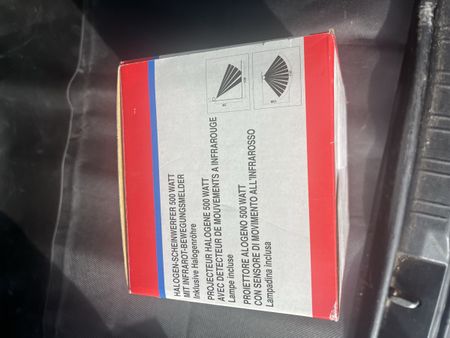 HALOGEN-SCHEINWERFER 500 WATT
MIT INFRAROT-BEWEGUNGSMELDER
Inklusive Halogenröhre
PROJECTEUR HALOGENE 500 WATT
AVEC DETECTEUR DE MOUVEMENTS A INFRAROUGE
Lampe incluse
PROIETTORE ALOGENO 500 WATT
CON SENSORE DI MOVIMENTO ALL'INFRAROSSO
Lampadina inclusa